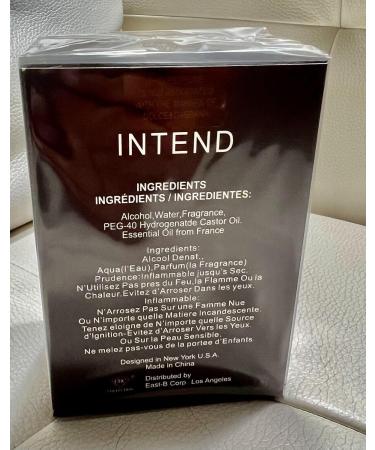 INTEND
INGREDIENTS
INGRÉDIENTS / INGREDIENTES:
Alcohol,Water,Fragrance,
PEG-40 Hydrogenatde Castor Oil.
Essential Oil from France
Ingredients:
Alcool Denat.,
Aqua(l'Eau),Parfum(la Fragrance)
Prudence:Inflammable jusqu's Sec.
N'Utilisez Pas pres du Feu,la Flamme Ou la
Chaleur.Evitez d'Arroser Dans les yeux.
Inflammable:
N'Arrosez Pas Sur une Famme Nue
Ou N'importe quelle Matiere Incandescente.
Tenez eloigne de N'importe quelle Source
d'Ignition-Evitez d'Arroser Vers les Yeux.
Ou Sur la Peau Sensible,
Ne melez pas-vous de la portee d'Enfants.
Designed in New York U.S.A.
Made in China
Distributed by
East-B Corp. Los Angeles